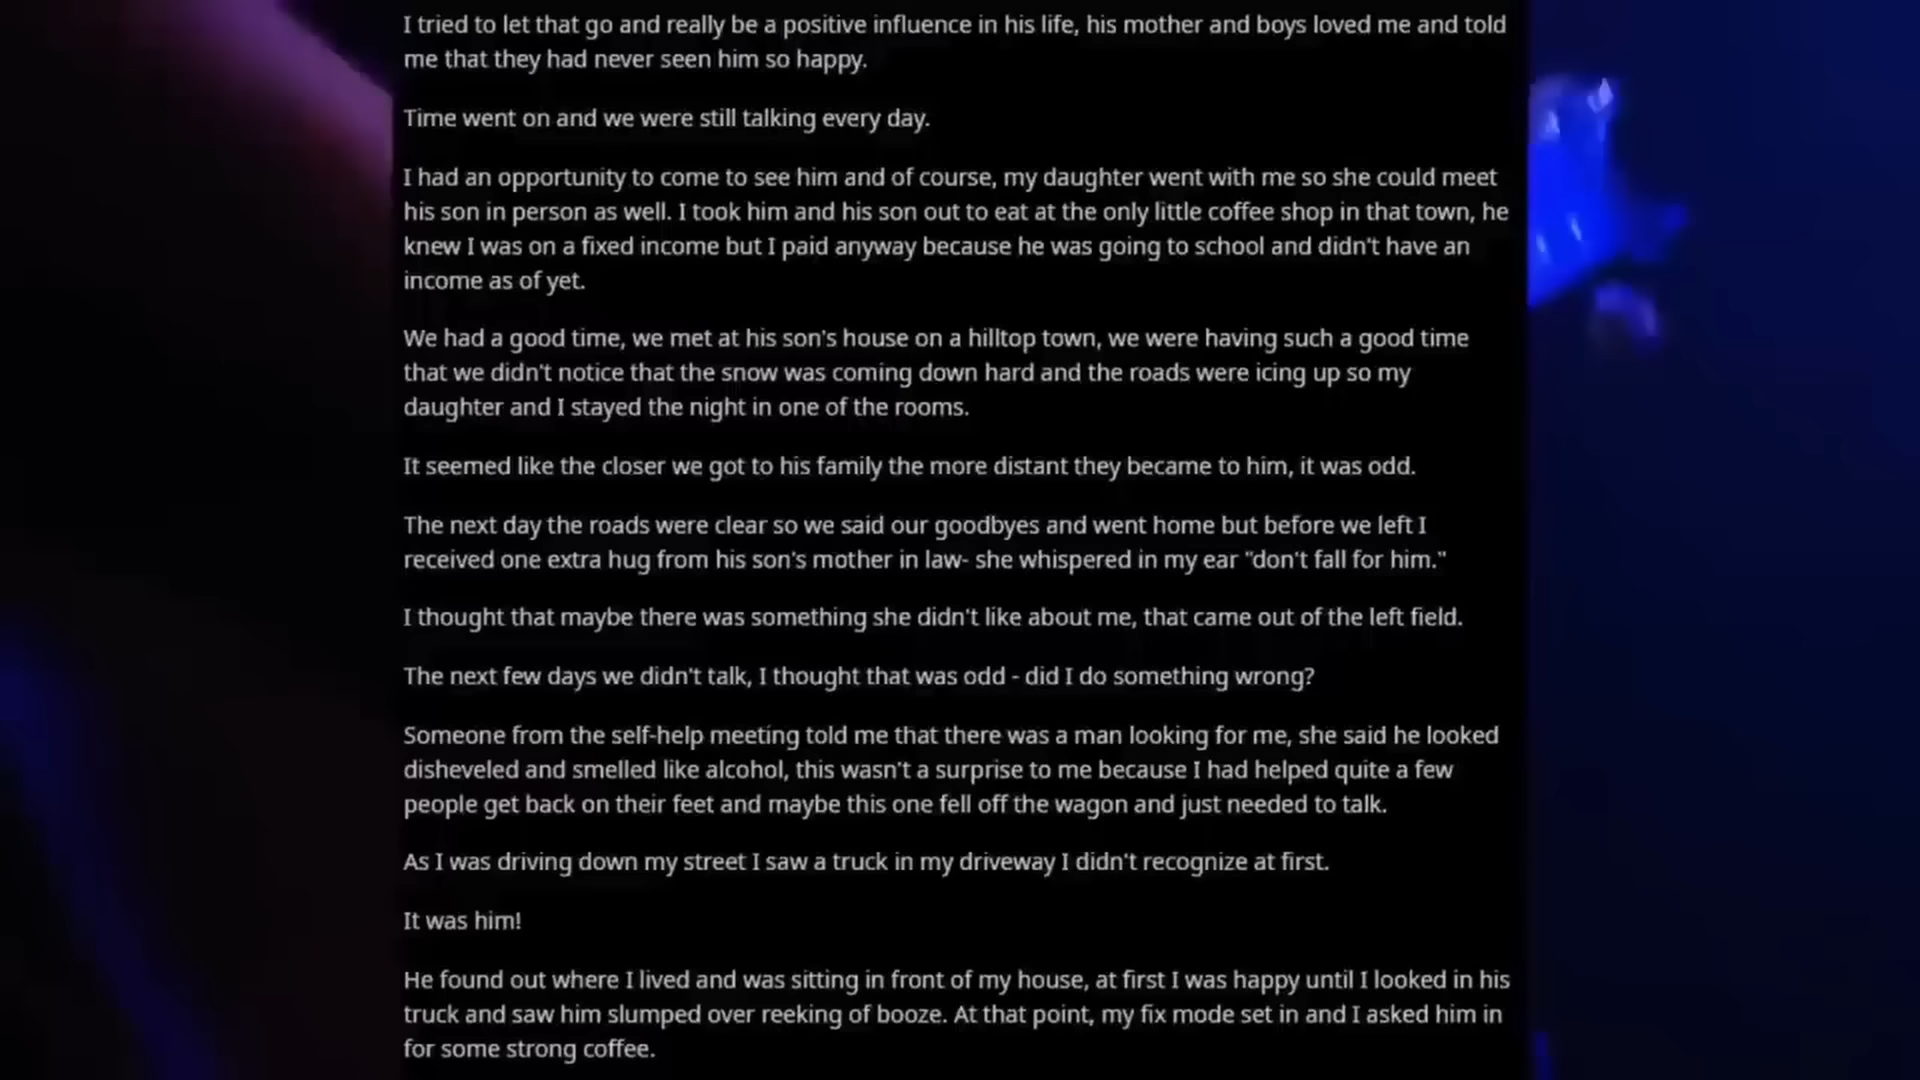 I tried to let that go and really be a positive influence in his life, his mother and boys loved me and told
me that they had never seen him so happy.
Time went on and we were still talking every day.
I had an opportunity to come to see him and of course, my daughter went with me so she could meet
his son in person as well. I took him and his son out to eat at the only little coffee shop in that town, he
knew I was on a fixed income but I paid anyway because he was going to school and didn't have an
income as of yet.
We had a good time, we met at his son's house on a hilltop town, we were having such a good time
that we didn't notice that the snow was coming down hard and the roads were icing up so my
daughter and I stayed the night in one of the rooms.
It seemed like the closer we got to his family the more distant they became to him, it was odd.
The next day the roads were clear so we said our goodbyes and went home but before we left I
received one extra hug from his son's mother in law- she whispered in my ear "don't fall for him."
I thought that maybe there was something she didn't like about me, that came out of the left field.
The next few days we didn't talk, I thought that was odd - did I do something wrong?
Someone from the self-help meeting told me that there was a man looking for me, she said he looked
disheveled and smelled like alcohol, this wasn't a surprise to me because I had helped quite a few
people get back on their feet and maybe this one fell off the wagon and just needed to talk.
As I was driving down my street I saw a truck in my driveway I didn't recognize at first.
It was him!
He found out where I lived and was sitting in front of my house, at first I was happy until I looked in his
truck and saw him slumped over reeking of booze. At that point, my fix mode set in and I asked him in
for some strong coffee.